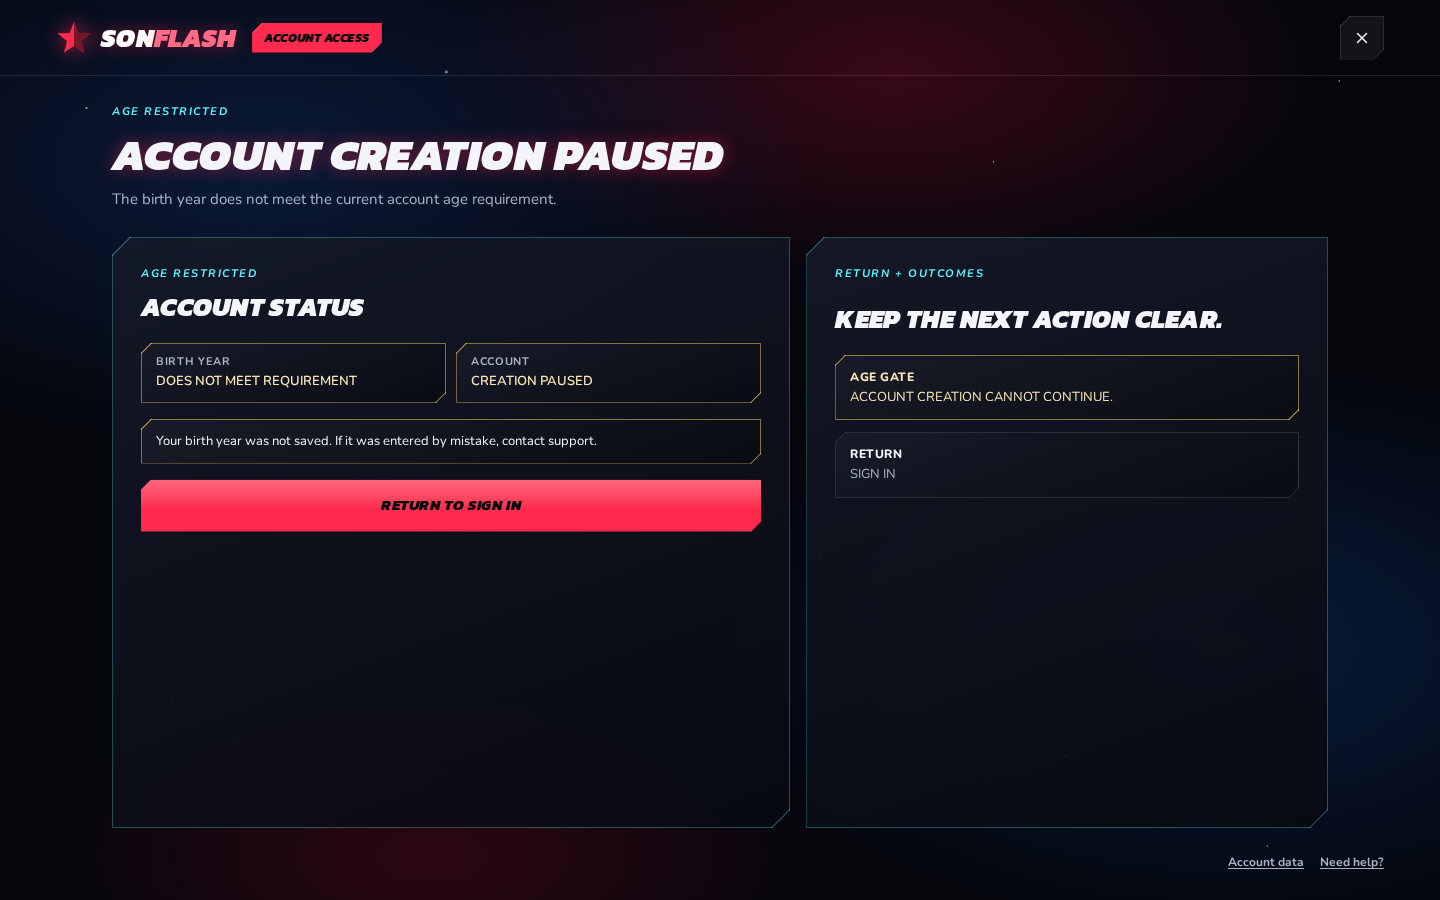 SONFLASH ACCOUNT ACCESS
AGE RESTRICTED
ACCOUNT CREATION PAUSED
The birth year does not meet the current account age requirement.
AGE RESTRICTED
ACCOUNT STATUS
BIRTH YEAR
DOES NOT MEET REQUIREMENT
ACCOUNT
CREATION PAUSED
Your birth year was not saved. If it was entered by mistake, contact support.
RETURN TO SIGN IN
RETURN + OUTCOMES
KEEP THE NEXT ACTION CLEAR.
AGE GATE
ACCOUNT CREATION CANNOT CONTINUE.
RETURN
SIGN IN
Account data Need help?